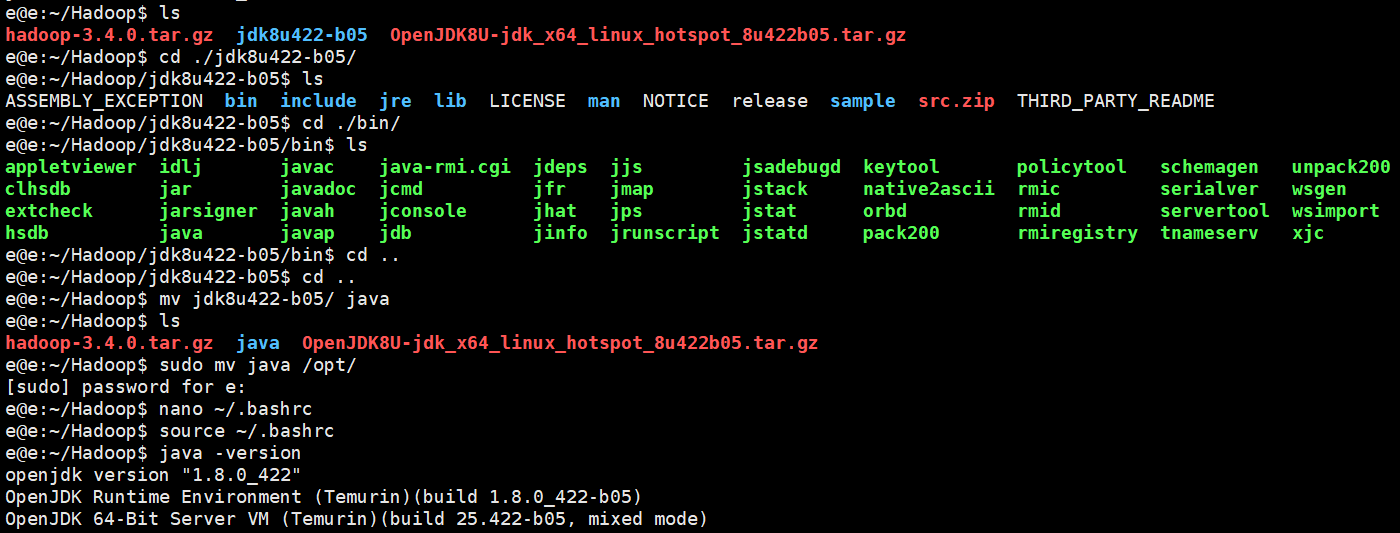 e@e:~/Hadoop$ ls
hadoop-3.4.0.tar.gz  jdk8u422-b05  OpenJDK8U-jdk_x64_linux_hotspot_8u422b05.tar.gz
e@e:~/Hadoop$ cd ./jdk8u422-b05/
e@e:~/Hadoop/jdk8u422-b05$ ls
ASSEMBLY_EXCEPTION  bin  include  jre  lib  LICENSE  man  NOTICE  release  sample  src.zip  THIRD_PARTY_README
e@e:~/Hadoop/jdk8u422-b05$ cd ./bin/
e@e:~/Hadoop/jdk8u422-b05/bin$ ls
appletviewer  idlj       javac    java-rmi.cgi  jdeps  jjs         jsadebugd  keytool       policytool   schemagen   unpack200
clhsdb        jar        javadoc  jcmd          jfr    jmap        jstack     native2ascii  rmic         serialver   wsgen
extcheck      jarsigner  javah    jconsole      jhat   jps         jstat      orbd          rmid         servertool  wsimport
hsdb          java       javap    jdb           jinfo  jrunscript  jstatd     pack200       rmiregistry  tnameserv   xjc
e@e:~/Hadoop/jdk8u422-b05/bin$ cd ..
e@e:~/Hadoop/jdk8u422-b05$ cd ..
e@e:~/Hadoop$ mv jdk8u422-b05/ java
e@e:~/Hadoop$ ls
hadoop-3.4.0.tar.gz  java  OpenJDK8U-jdk_x64_linux_hotspot_8u422b05.tar.gz
e@e:~/Hadoop$ sudo mv java /opt/
[sudo] password for e:
e@e:~/Hadoop$ nano ~/.bashrc
e@e:~/Hadoop$ source ~/.bashrc
e@e:~/Hadoop$ java -version
openjdk version "1.8.0_422"
OpenJDK Runtime Environment (Temurin)(build 1.8.0_422-b05)
OpenJDK 64-Bit Server VM (Temurin)(build 25.422-b05, mixed mode)